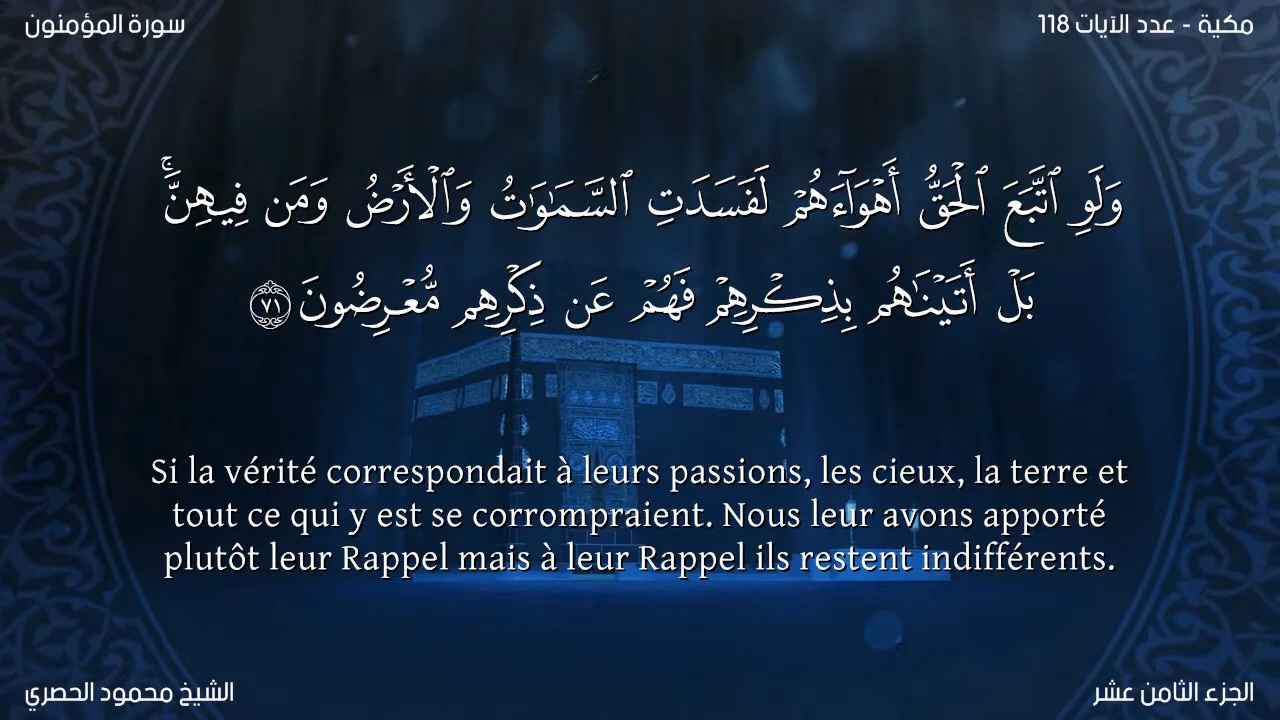 سورة المؤمنون
مكية - عدد الآيات 118
وَلَوِ ٱتَّبَعَ ٱلْحَقُّ أَهْوَآءَهُمْ لَفَسَدَتِ ٱلسَّمَٰوَٰتُ وَٱلْأَرْضُ وَمَن فِيهِنَّ ۚ
بَلْ أَتَيْنَٰهُم بِذِكْرِهِمْ فَهُمْ عَن ذِكْرِهِم مُّعْرِضُونَ ٧١
Si la vérité correspondait à leurs passions, les cieux, la terre et
tout ce qui y est se corrompraient. Nous leur avons apporté
plutôt leur Rappel mais à leur Rappel ils restent indifférents.
الشيخ محمود الحصري
الجزء الثامن عشر